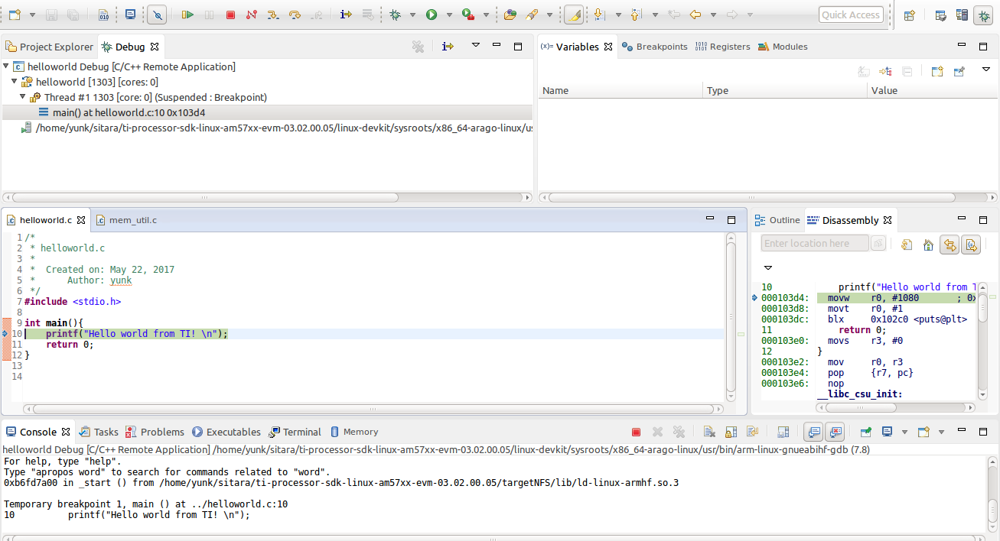 Quick Access
Project Explorer
Debug
helloworld Debug [C/C++ Remote Application]
helloworld [1303] [cores: 0]
Thread #1 1303 [core: 0] (Suspended : Breakpoint)
main() at helloworld.c:10 0x103d4
/home/yunk/sitara/ti-processor-sdk-linux-am57xx-evm-03.02.00.05/linux-devkit/sysroots/x86_64-arago-linux/us
(x)= Variables
Breakpoints
Registers
Modules
Name Type Value
helloworld.c
mem_util.c
1 /*
2 * helloworld.c
3 *
4 * Created on: May 22, 2017
5 * Author: yunk
6 */
7 #include <stdio.h>
8
9 int main(){
10 printf("Hello world from TI! \n");
11 return 0;
12 }
13
14
Outline
Disassembly
Enter location here
10 printf("Hello world from T
000103d4: movw r0, #1080 ; 0x
000103d8: movt r0, #1
000103dc: blx 0x102c0 <puts@plt>
11 return 0;
000103e0: movs r3, #0
12 }
000103e2: mov r0, r3
000103e4: pop {r7, pc}
000103e6: nop
__libc_csu_init:
Console
Tasks
Problems
Executables
Terminal
Memory
helloworld Debug [C/C++ Remote Application] /home/yunk/sitara/ti-processor-sdk-linux-am57xx-evm-03.02.00.05/linux-devkit/sysroots/x86_64-arago-linux/usr/bin/arm-linux-gnueabihf-gdb (7.8)
For help, type "help".
Type "apropos word" to search for commands related to "word".
0xb6fd7a00 in _start () from /home/yunk/sitara/ti-processor-sdk-linux-am57xx-evm-03.02.00.05/targetNFS/lib/ld-linux-armhf.so.3
Temporary breakpoint 1, main () at ../helloworld.c:10
10 printf("Hello world from TI! \n");